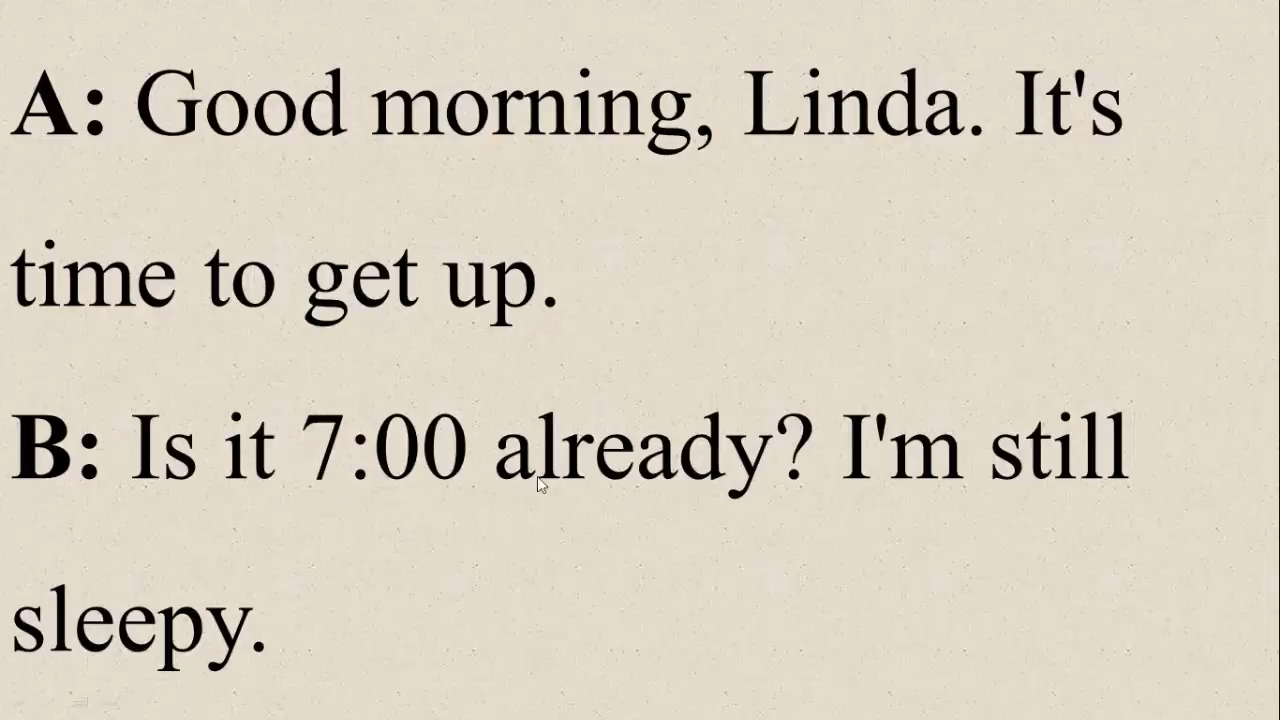 A: Good morning, Linda. It's
time to get up.
B: Is it 7:00 already? I'm still
sleepy.